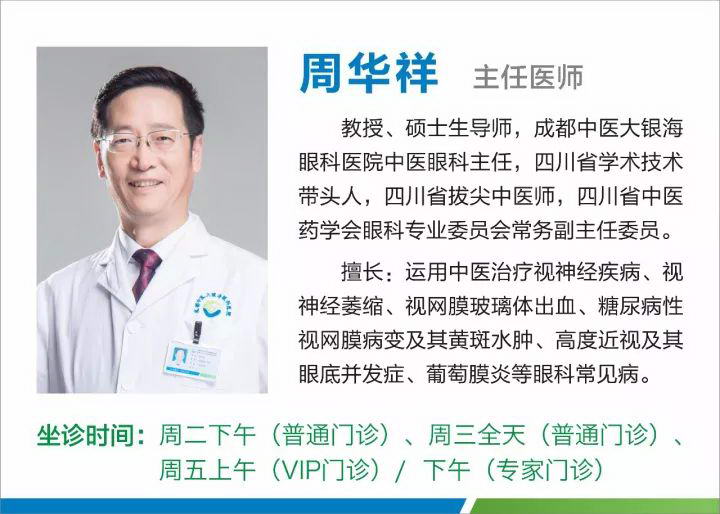 周华祥 主任医师
教授、硕士生导师，成都中医大银海
眼科医院中医眼科主任，四川省学术技术
带头人，四川省拔尖中医师，四川省中医
药学会眼科专业委员会常务副主任委员。
擅长：运用中医治疗视神经疾病、视
神经萎缩、视网膜玻璃体出血、糖尿病性
视网膜病变及其黄斑水肿、高度近视及其
眼底并发症、葡萄膜炎等眼科常见病。
坐诊时间：周二下午（普通门诊）、周三全天（普通门诊）、
周五上午（VIP门诊）/ 下午（专家门诊）